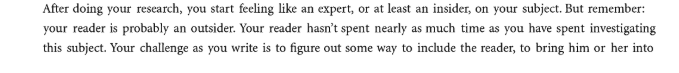 After doing your research, you start feeling like an expert, or at least an insider, on your subject. But remember:
your reader is probably an outsider. Your reader hasn't spent nearly as much time as you have spent investigating
this subject. Your challenge as you write is to figure out some way to include the reader, to bring him or her into